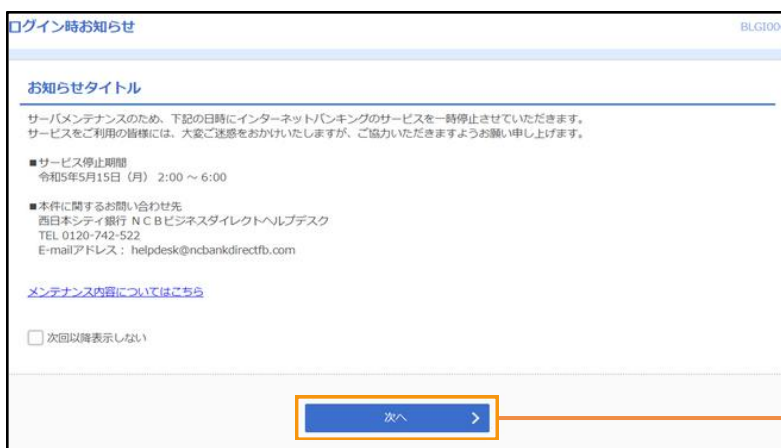 ログイン時お知らせ
BLGI00
お知らせタイトル
サーバメンテナンスのため、下記の日時にインターネットバンキングのサービスを一時停止させていただきます。
サービスをご利用の皆様には、大変ご迷惑をおかけいたしますが、ご協力いただきますようお願い申し上げます。
■サービス停止期間
令和5年5月15日（月） 2:00 ～ 6:00
■本件に関するお問い合わせ先
西日本シティ銀行 ＮＣＢビジネスダイレクトヘルプデスク
TEL 0120-742-522
E-mailアドレス： helpdesk@ncbankdirectfb.com
メンテナンス内容についてはこちら
次回以降表示しない
次へ